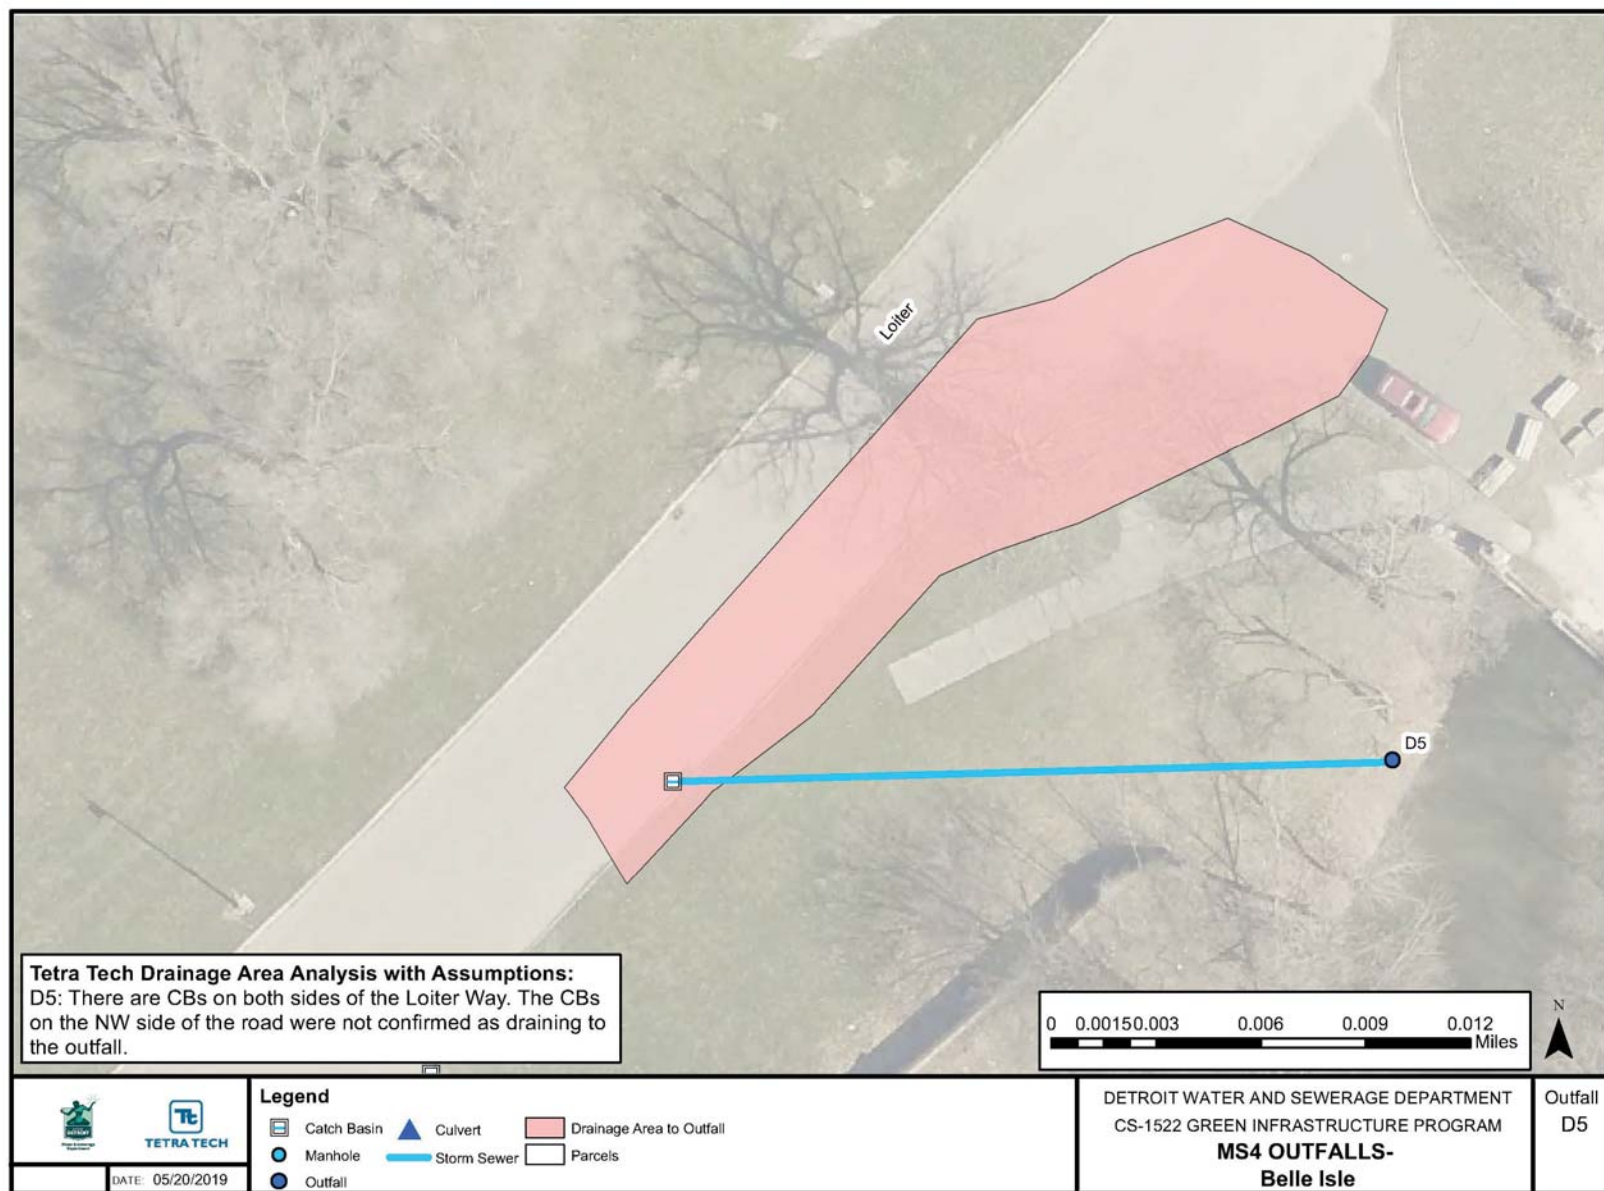 Loiter
D5
Tetra Tech Drainage Area Analysis with Assumptions:
D5: There are CBs on both sides of the Loiter Way. The CBs
on the NW side of the road were not confirmed as draining to
the outfall.
0 0.0015 0.003 0.006 0.009 0.012
Miles
N
TETRA TECH
DATE: 05/20/2019
Legend
Catch Basin
Culvert
Drainage Area to Outfall
Manhole
Storm Sewer
Parcels
Outfall
DETROIT WATER AND SEWERAGE DEPARTMENT
CS-1522 GREEN INFRASTRUCTURE PROGRAM
MS4 OUTFALLS-
Belle Isle
Outfall
D5